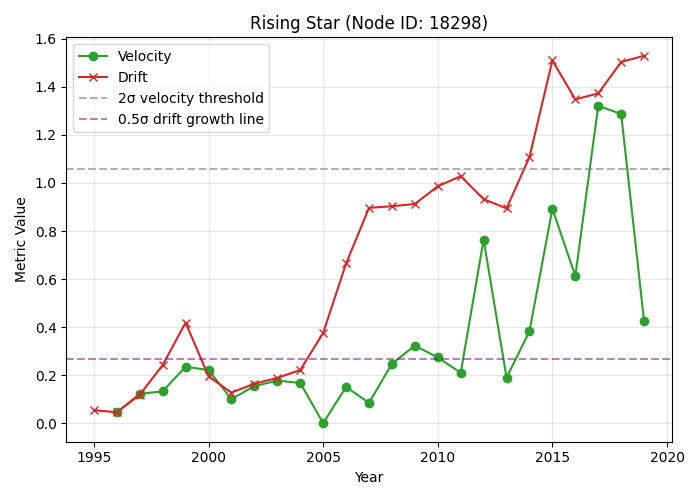 Rising Star (Node ID: 18298)
Velocity
Drift
2σ velocity threshold
0.5σ drift growth line
Metric Value
1.6
1.4
1.2
1.0
0.8
0.6
0.4
0.2
0.0
1995
2000
2005
2010
2015
2020
Year